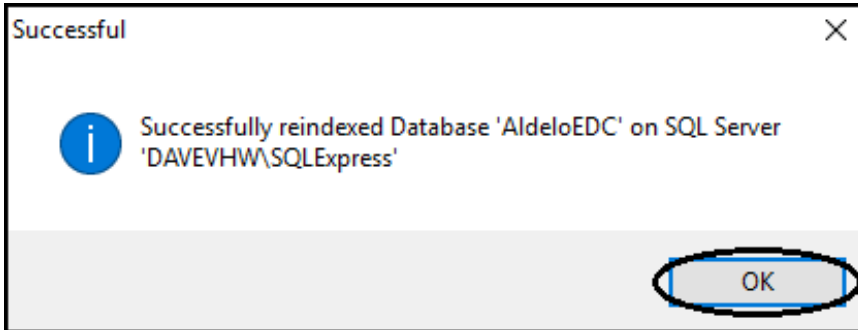 Successful
Successfully reindexed Database 'AldeloEDC' on SQL Server
'DAVEVHW\SQLExpress'
OK